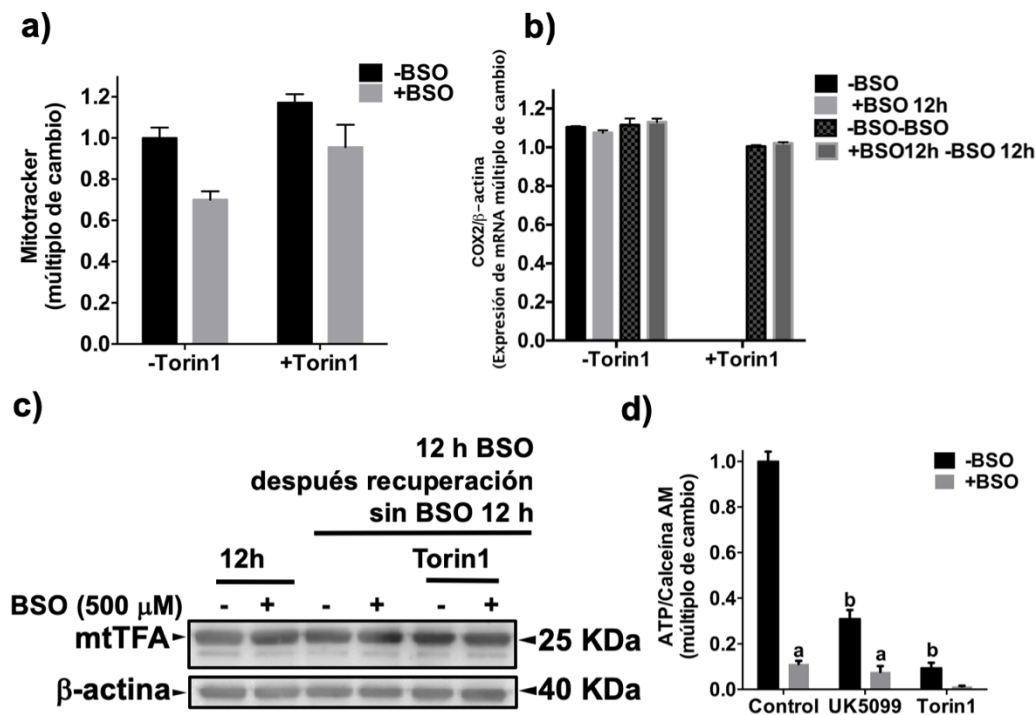 a)
Mitotracker
(múltiplo de cambio)
1.2
1.0
0.8
0.6
0.4
0.2
0.0
-Torin1 +Torin1
-BSO
+BSO
b)
COX2/β-actina
(Expresión de mRNA múltiplo de cambio)
1.2
1.0
0.8
0.6
0.4
0.2
0.0
-Torin1 +Torin1
-BSO
+BSO 12h
-BSO-BSO
+BSO12h -BSO 12h
c)
12 h BSO
después recuperación
sin BSO 12 h
12h Torin1
BSO (500 μM) - + - + - +
mtTFA 25 KDa
β-actina 40 KDa
d)
ATP/Calceína AM
(múltiplo de cambio)
1.0
0.8
0.6
0.4
0.2
0.0
a b a b
Control UK5099 Torin1
-BSO
+BSO